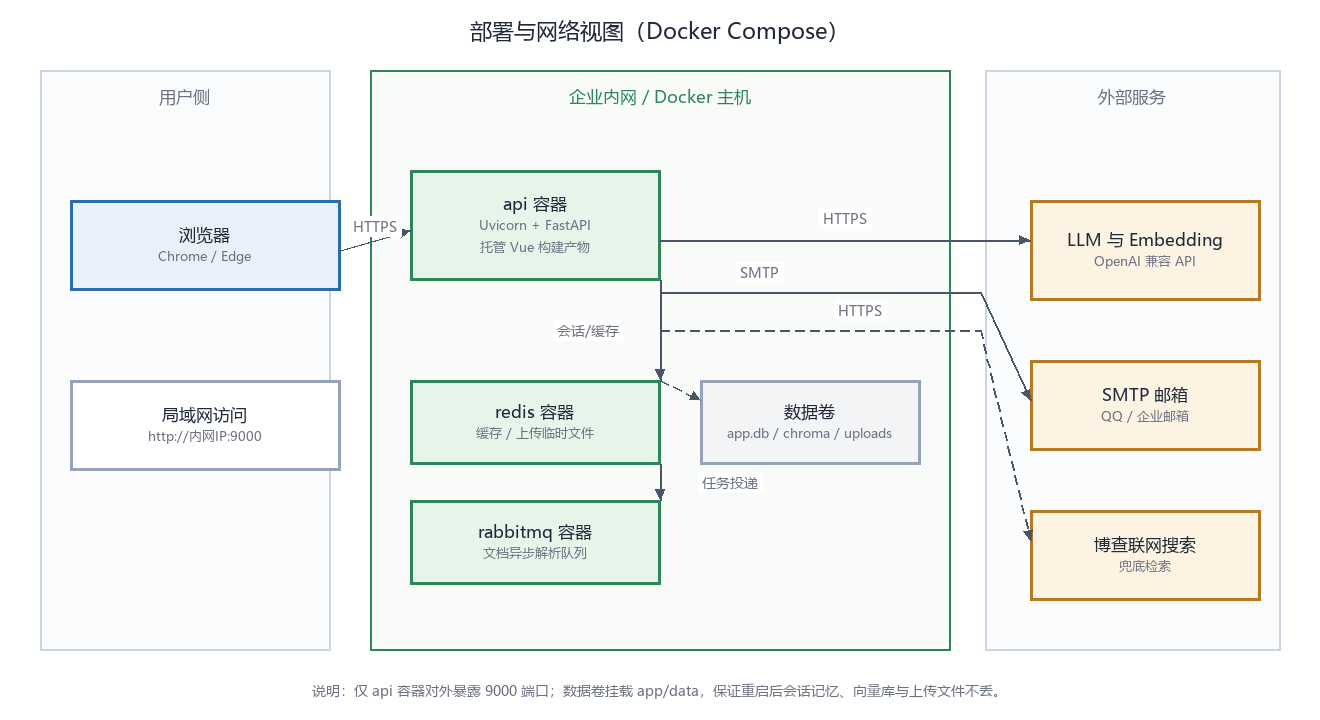 部署与网络视图（Docker Compose）
用户侧
企业内网 / Docker 主机
外部服务
浏览器
Chrome / Edge
HTTPS
api 容器
Uvicorn + FastAPI
托管 Vue 构建产物
HTTPS
LLM 与 Embedding
OpenAI 兼容 API
SMTP
HTTPS
会话/缓存
局域网访问
http://内网IP:9000
redis 容器
缓存 / 上传临时文件
数据卷
app.db / chroma / uploads
SMTP 邮箱
QQ / 企业邮箱
任务投递
rabbitmq 容器
文档异步解析队列
博查联网搜索
兜底检索
说明：仅 api 容器对外暴露 9000 端口；数据卷挂载 app/data，保证重启后会话记忆、向量库与上传文件不丢。